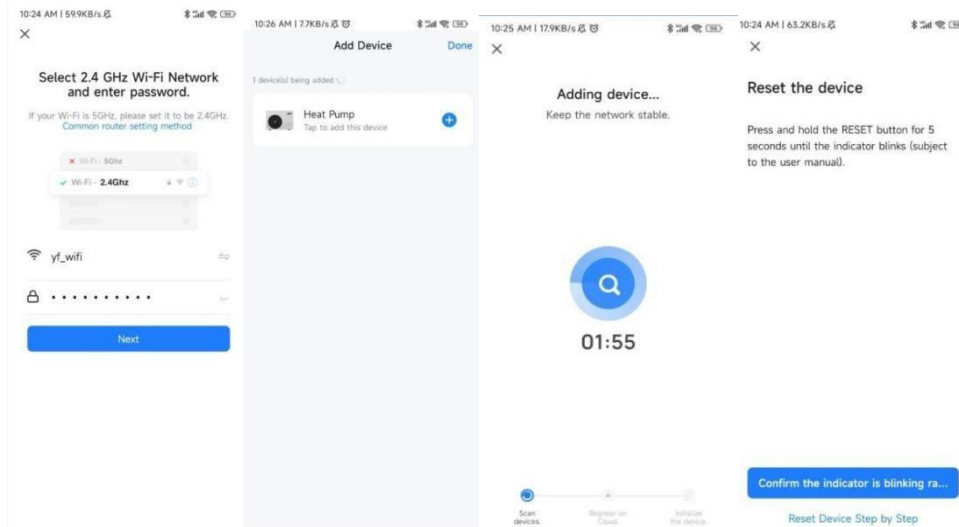 10:24 AM | 59.9KB/s
Select 2.4 GHz Wi-Fi Network
and enter password.
If your Wi-Fi is 5GHz, please set it to be 2.4GHz.
Common router setting method
Wi-Fi - 5Ghz
Wi-Fi - 2.4Ghz
yf_wifi
Next
10:26 AM | 7.7KB/s
Add Device
Done
1 device(s) being added
Heat Pump
Tap to add this device
10:25 AM | 17.9KB/s
Adding device...
Keep the network stable.
01:55
Scan
devices.
Register on
Cloud.
Initialize
the device.
10:24 AM | 63.2KB/s
Reset the device
Press and hold the RESET button for 5
seconds until the indicator blinks (subject
to the user manual).
Confirm the indicator is blinking ra...
Reset Device Step by Step